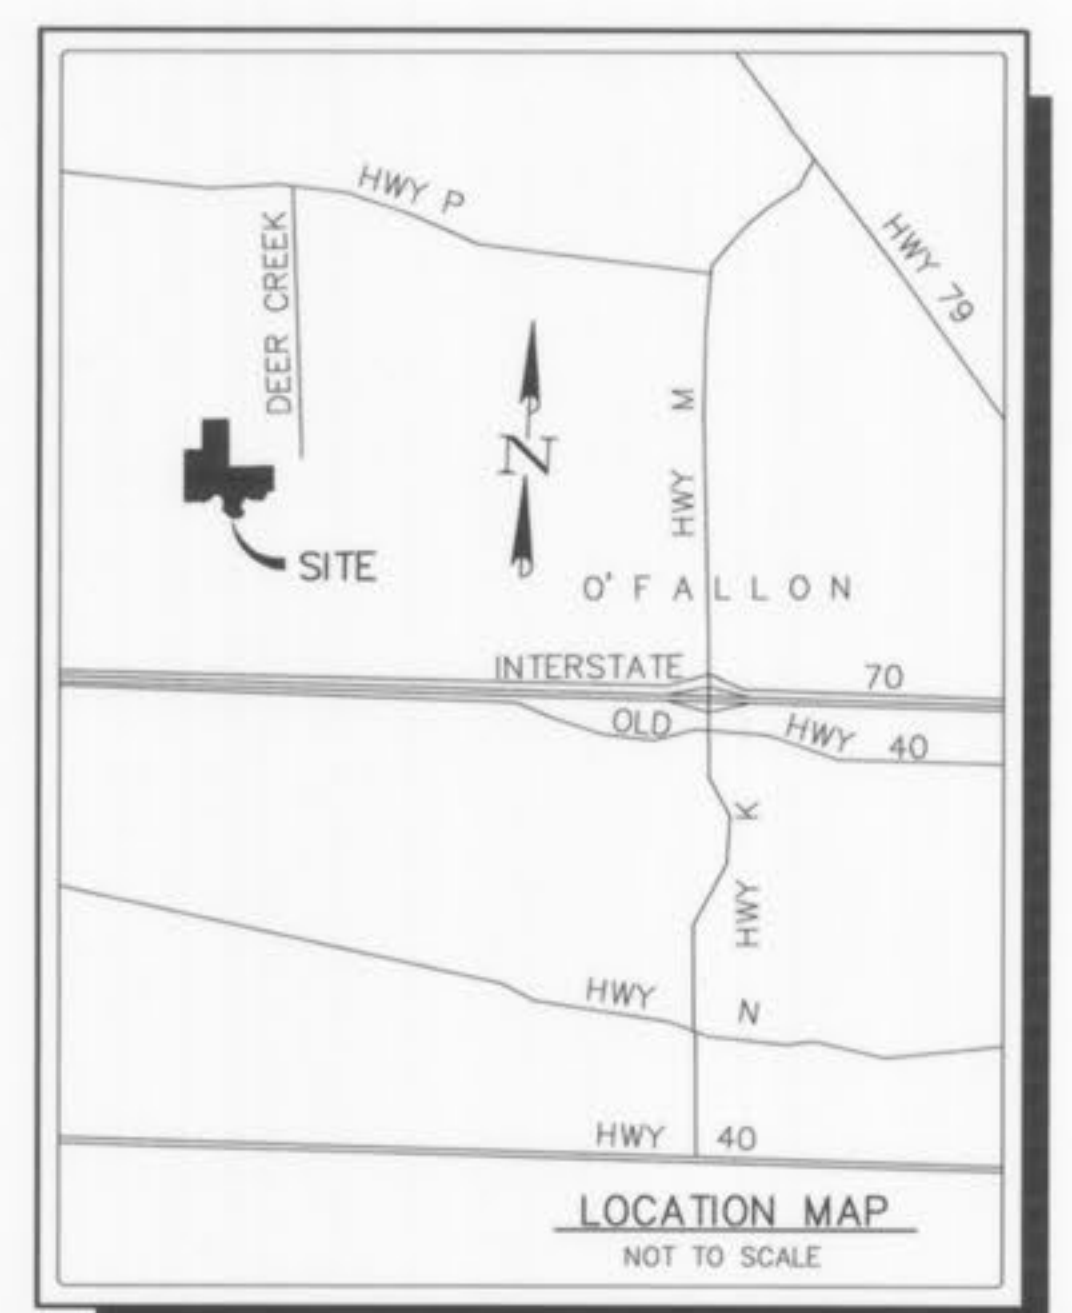 HWY P
HWY 79
DEER CREEK
HWY M
N
SITE
O'FALLON
INTERSTATE 70
OLD HWY 40
HWY K
HWY N
HWY 40
LOCATION MAP
NOT TO SCALE